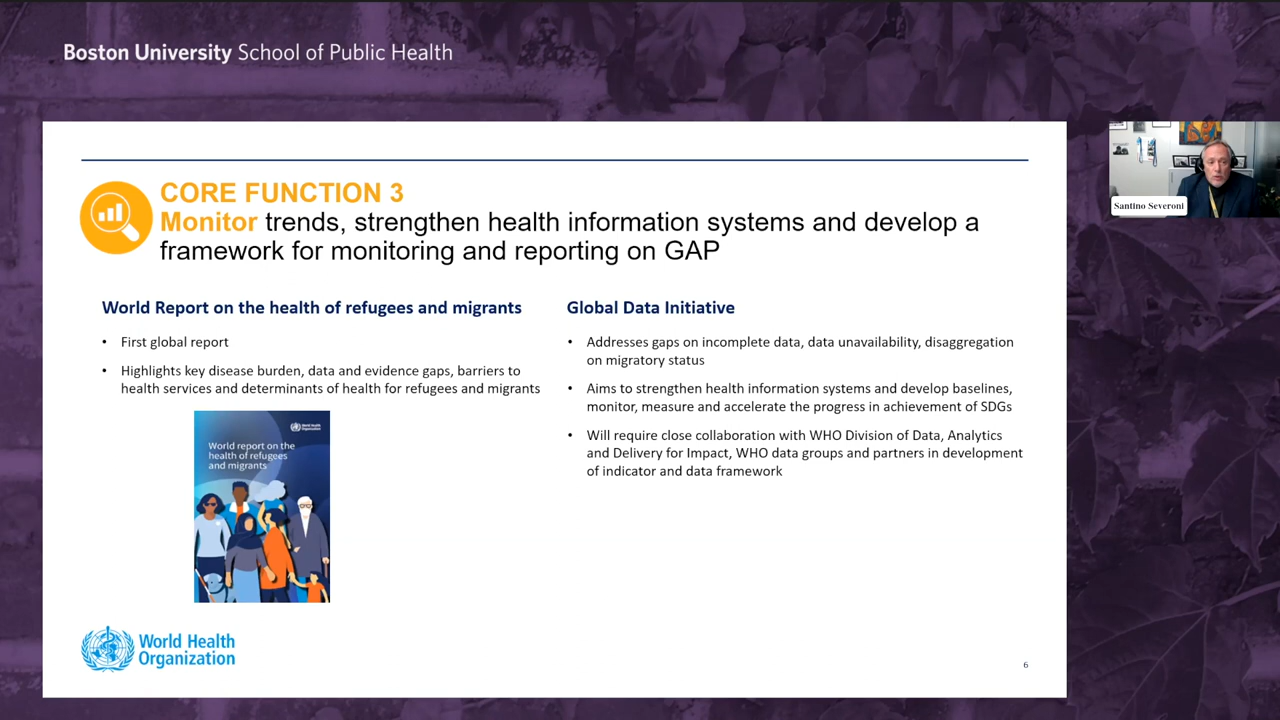 Boston University School of Public Health
CORE FUNCTION 3
Monitor trends, strengthen health information systems and develop a
framework for monitoring and reporting on GAP
World Report on the health of refugees and migrants
• First global report
• Highlights key disease burden, data and evidence gaps, barriers to
health services and determinants of health for refugees and migrants
World Health
Organization
World report on the
health of refugees
and migrants
Global Data Initiative
• Addresses gaps on incomplete data, data unavailability, disaggregation
on migratory status
• Aims to strengthen health information systems and develop baselines,
monitor, measure and accelerate the progress in achievement of SDGs
• Will require close collaboration with WHO Division of Data, Analytics
and Delivery for Impact, WHO data groups and partners in development
of indicator and data framework
World Health
Organization
6
Santino Severoni